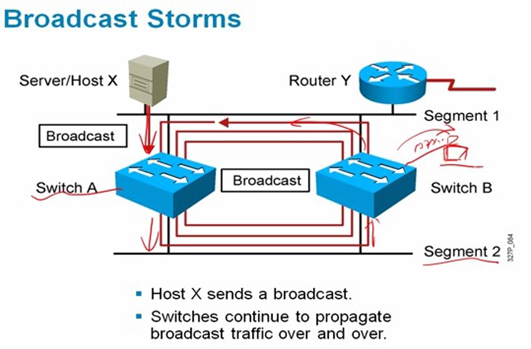 Broadcast Storms
Server/Host X
Router Y
Segment 1
Broadcast
Switch A
Broadcast
Switch B
Segment 2
327P_084
Host X sends a broadcast.
Switches continue to propagate
broadcast traffic over and over.